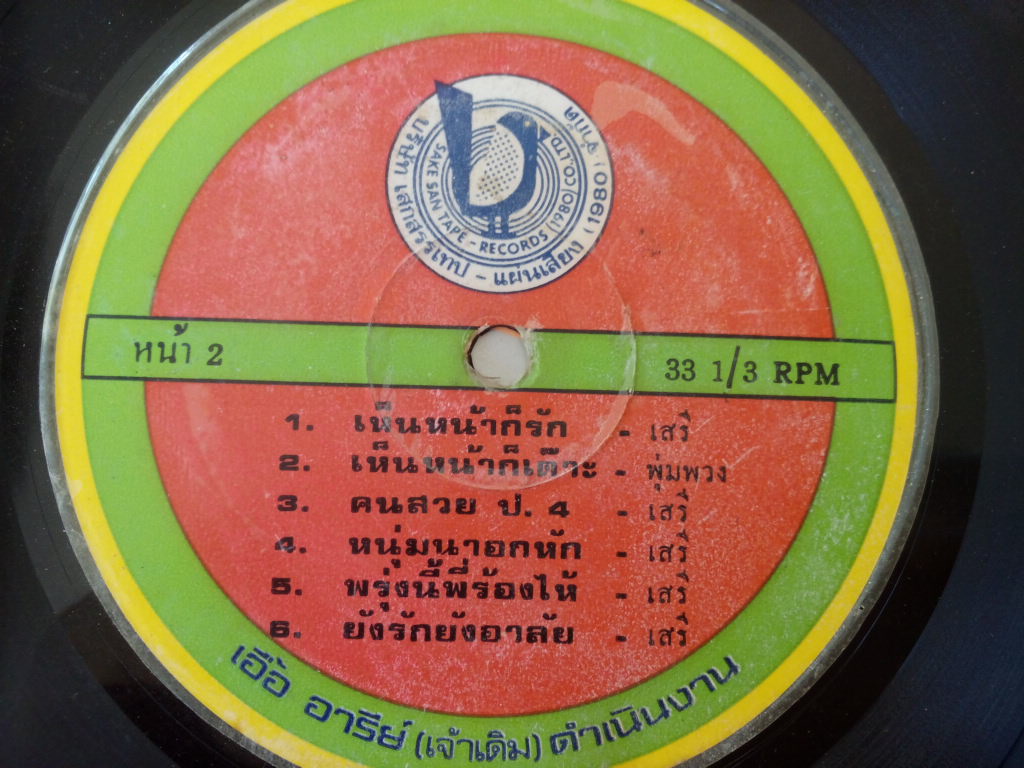 บริษัท เสกสรรเทป - แผ่นเสียง (1980) จำกัด
SAKE SAN TAPE - RECORDS (1980) CO., LTD.
หน้า 2
33 1/3 RPM
1. เห็นหน้าก็รัก - เสรี
2. เห็นหน้าก็เด๊าะ - พุ่มพวง
3. คนสวย ป. 4 - เสรี
4. หนุ่มนาอกหัก - เสรี
5. พรุ่งนี้พี่ร้องไห้ - เสรี
6. ยังรักยังอาลัย - เสรี
เอื้อ อารีย์ (เจ้าเดิม) ดำเนินงาน